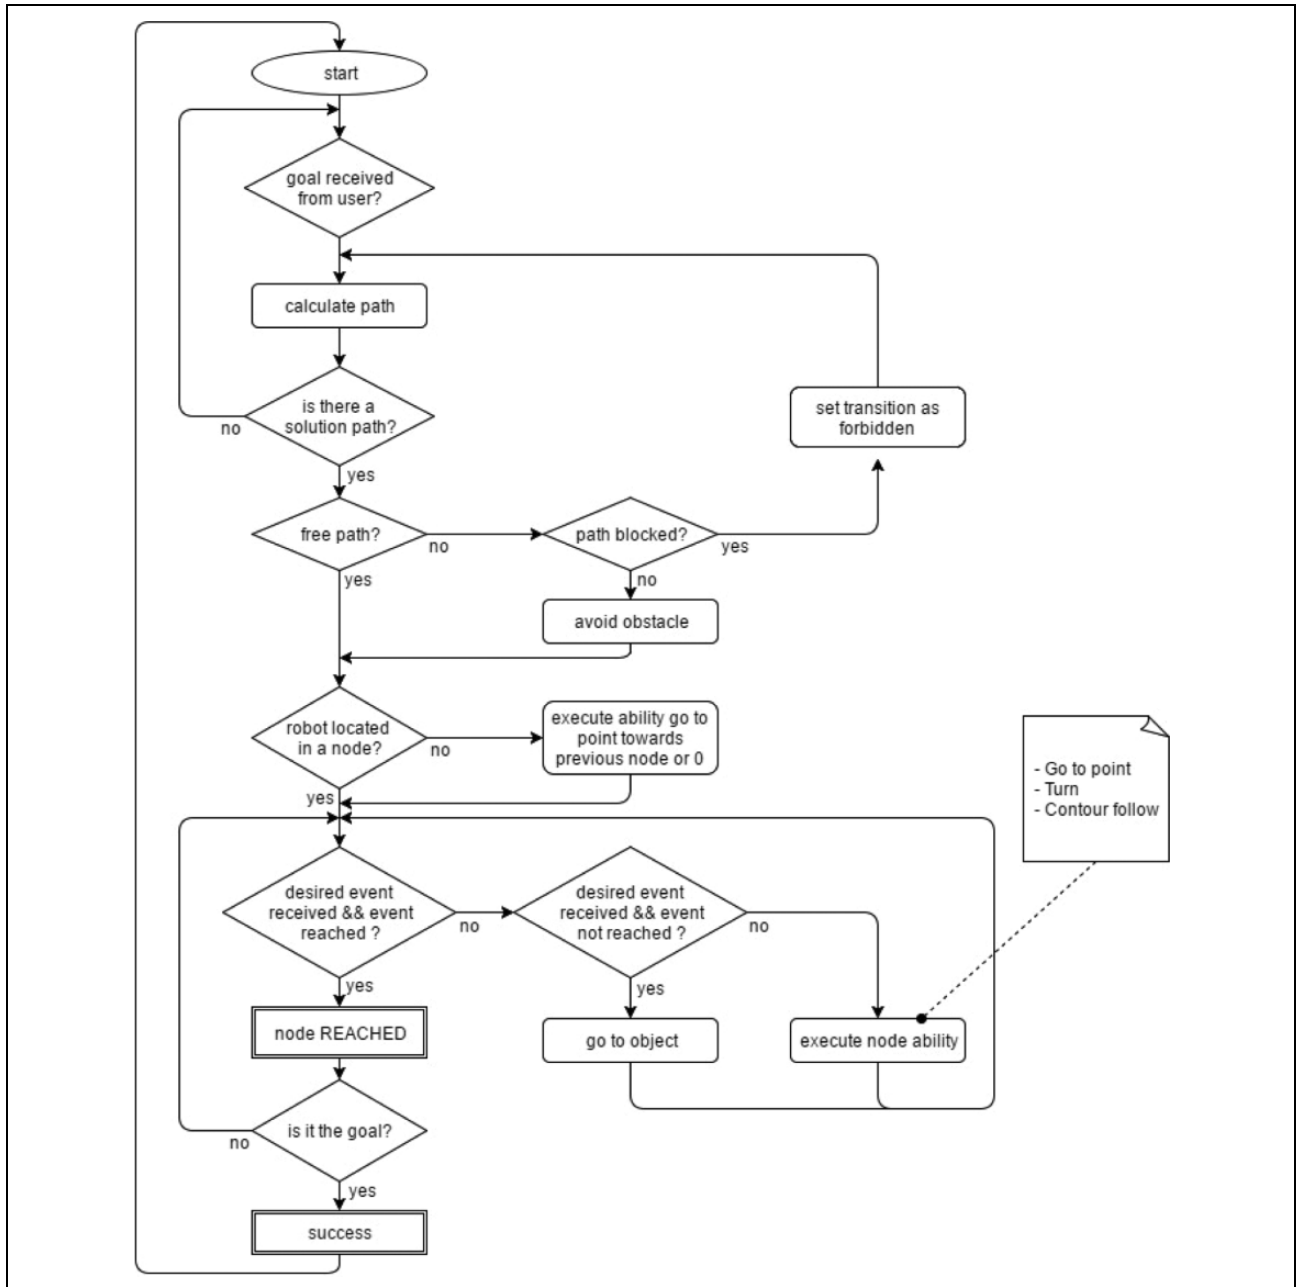 start
goal received
from user?
calculate path
is there a
solution path?
no
yes
set transition as
forbidden
free path?
no
path blocked?
yes
yes
no
avoid obstacle
robot located
in a node?
no
execute ability go to
point towards
previous node or 0
yes
- Go to point
- Turn
- Contour follow
desired event
received && event
reached ?
no
desired event
received && event
not reached ?
no
yes
yes
node REACHED
go to object
execute node ability
is it the goal?
no
yes
success